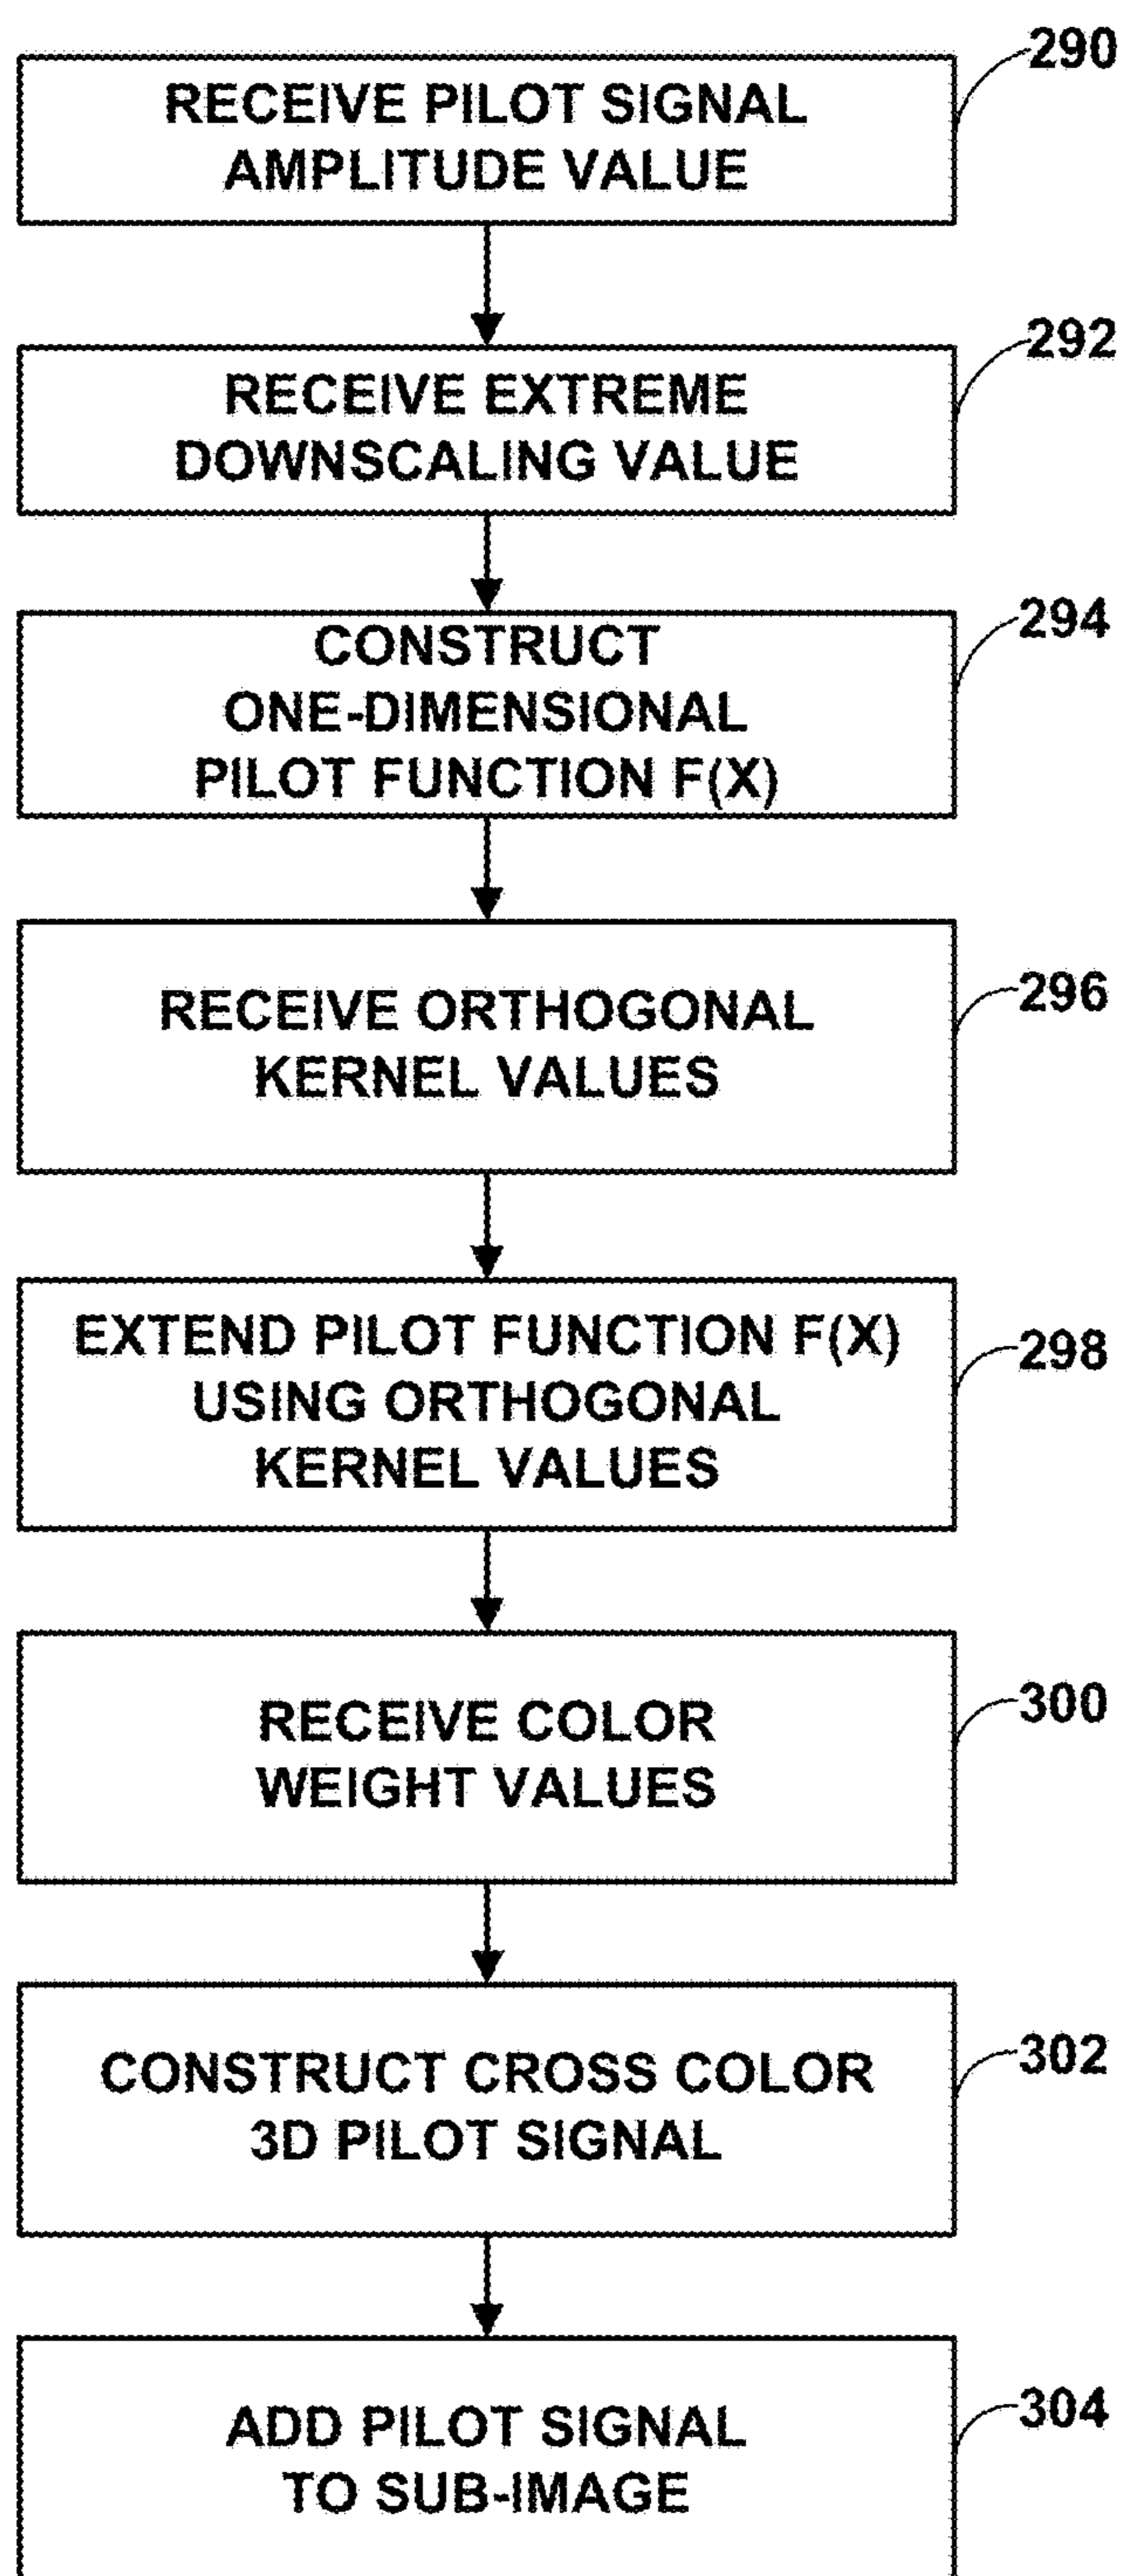 290
RECEIVE PILOT SIGNAL
AMPLITUDE VALUE
292
RECEIVE EXTREME
DOWNSCALING VALUE
294
CONSTRUCT
ONE-DIMENSIONAL
PILOT FUNCTION F(X)
296
RECEIVE ORTHOGONAL
KERNEL VALUES
298
EXTEND PILOT FUNCTION F(X)
USING ORTHOGONAL
KERNEL VALUES
300
RECEIVE COLOR
WEIGHT VALUES
302
CONSTRUCT CROSS COLOR
3D PILOT SIGNAL
304
ADD PILOT SIGNAL
TO SUB-IMAGE